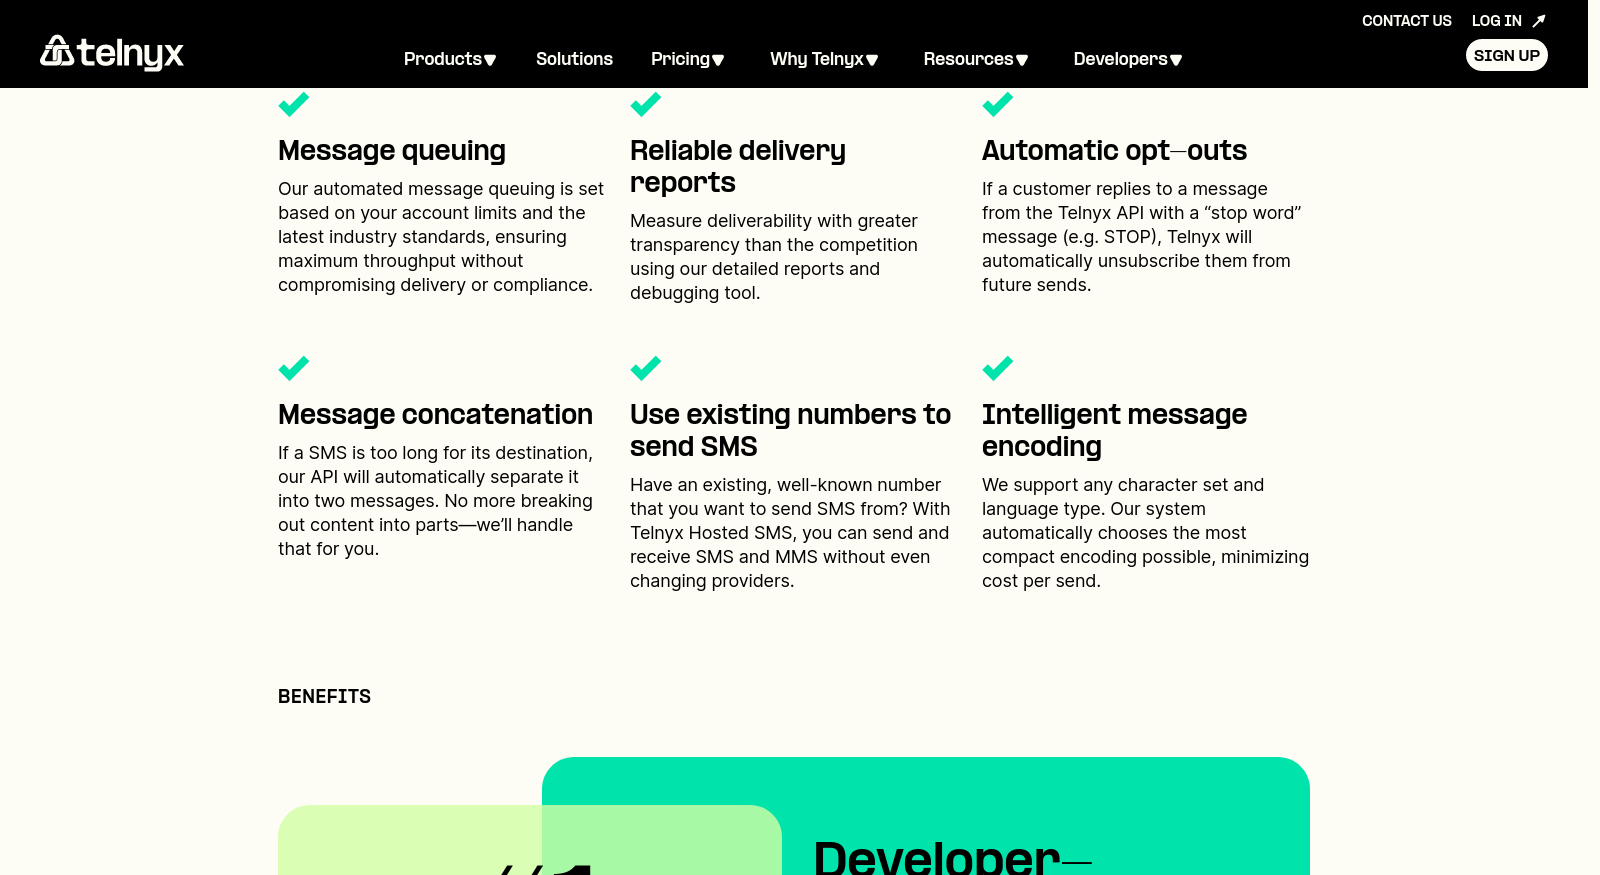 CONTACT US LOG IN
telnyx
Products Solutions Pricing Why Telnyx Resources Developers SIGN UP
Message queuing
Our automated message queuing is set
based on your account limits and the
latest industry standards, ensuring
maximum throughput without
compromising delivery or compliance.
Reliable delivery
reports
Measure deliverability with greater
transparency than the competition
using our detailed reports and
debugging tool.
Automatic opt-outs
If a customer replies to a message
from the Telnyx API with a “stop word”
message (e.g. STOP), Telnyx will
automatically unsubscribe them from
future sends.
Message concatenation
If a SMS is too long for its destination,
our API will automatically separate it
into two messages. No more breaking
out content into parts—we’ll handle
that for you.
Use existing numbers to
send SMS
Have an existing, well-known number
that you want to send SMS from? With
Telnyx Hosted SMS, you can send and
receive SMS and MMS without even
changing providers.
Intelligent message
encoding
We support any character set and
language type. Our system
automatically chooses the most
compact encoding possible, minimizing
cost per send.
BENEFITS
Developer-